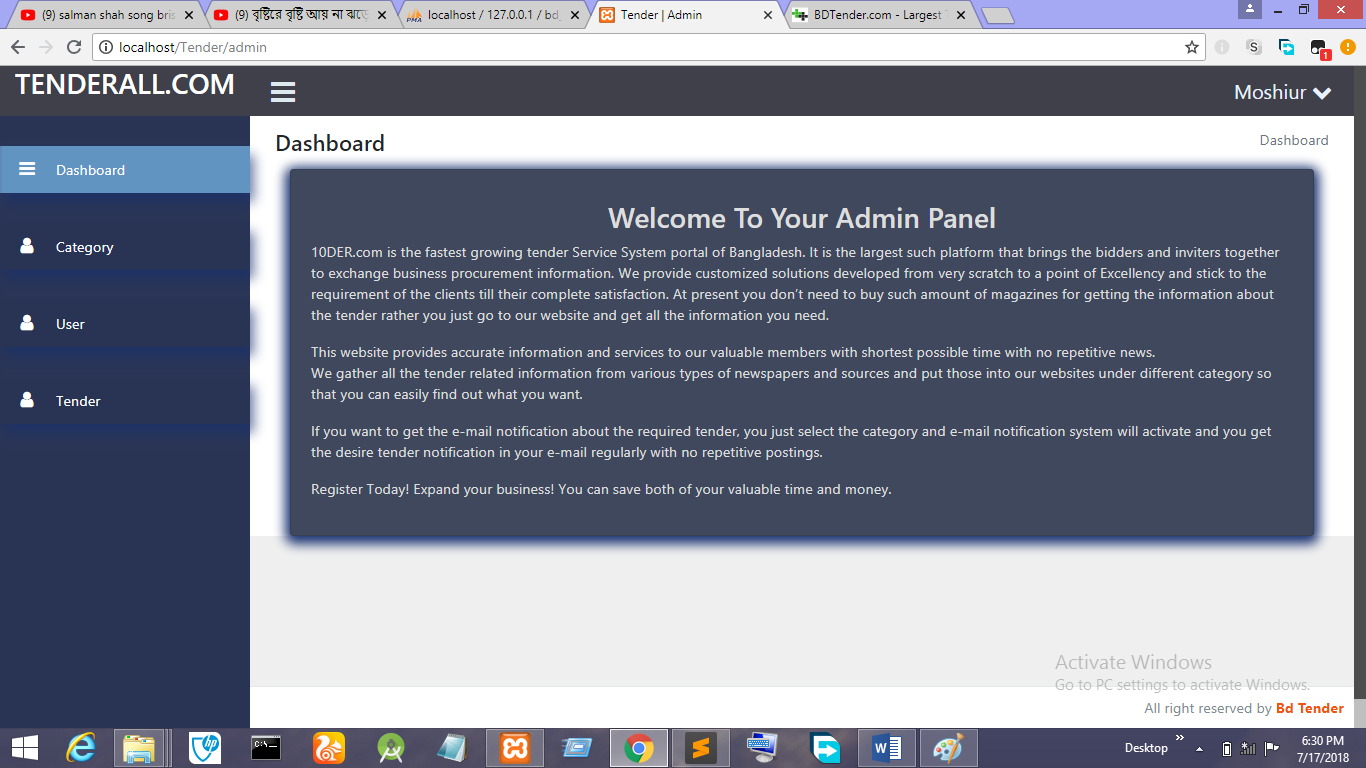 (9) salman shah song bris
(9) বৃষ্টিরে বৃষ্টি আয় না ঝড়ে
PMA
localhost / 127.0.0.1 / bd_
Tender | Admin
BDTender.com - Largest T
localhost/Tender/admin
S
1
TENDERALL.COM
Moshiur
Dashboard
Dashboard
Dashboard
Category
User
Tender
Welcome To Your Admin Panel
10DER.com is the fastest growing tender Service System portal of Bangladesh. It is the largest such platform that brings the bidders and inviters together
to exchange business procurement information. We provide customized solutions developed from very scratch to a point of Excellency and stick to the
requirement of the clients till their complete satisfaction. At present you don’t need to buy such amount of magazines for getting the information about
the tender rather you just go to our website and get all the information you need.
This website provides accurate information and services to our valuable members with shortest possible time with no repetitive news.
We gather all the tender related information from various types of newspapers and sources and put those into our websites under different category so
that you can easily find out what you want.
If you want to get the e-mail notification about the required tender, you just select the category and e-mail notification system will activate and you get
the desire tender notification in your e-mail regularly with no repetitive postings.
Register Today! Expand your business! You can save both of your valuable time and money.
Activate Windows
Go to PC settings to activate Windows.
All right reserved by Bd Tender
hp
C:\
Desktop
6:30 PM
7/17/2018